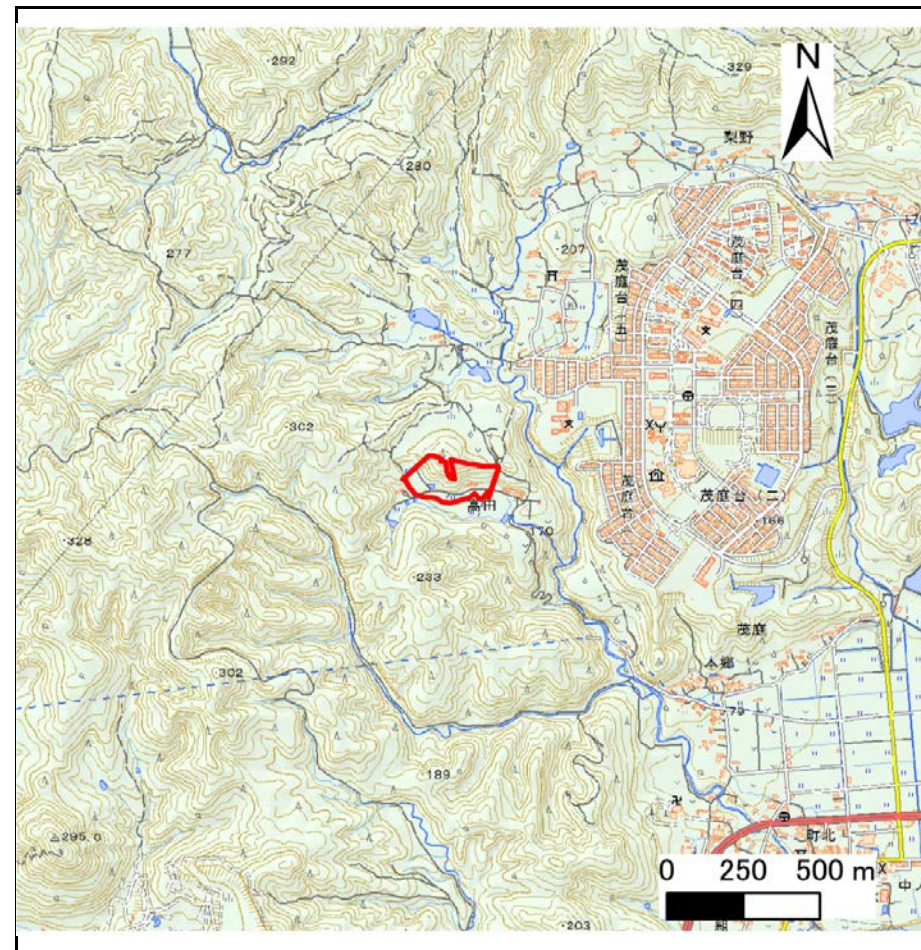 ・292
・329
N
梨野
・280
・207
277
茂庭台(五)
茂庭台(四)
茂庭台(三)
・302
茂庭台
茂庭台(二)
高田
・166
・328
・170
・233
茂庭
本郷
302
79
189
△295.0
町北
0 250 500 m
・203
組